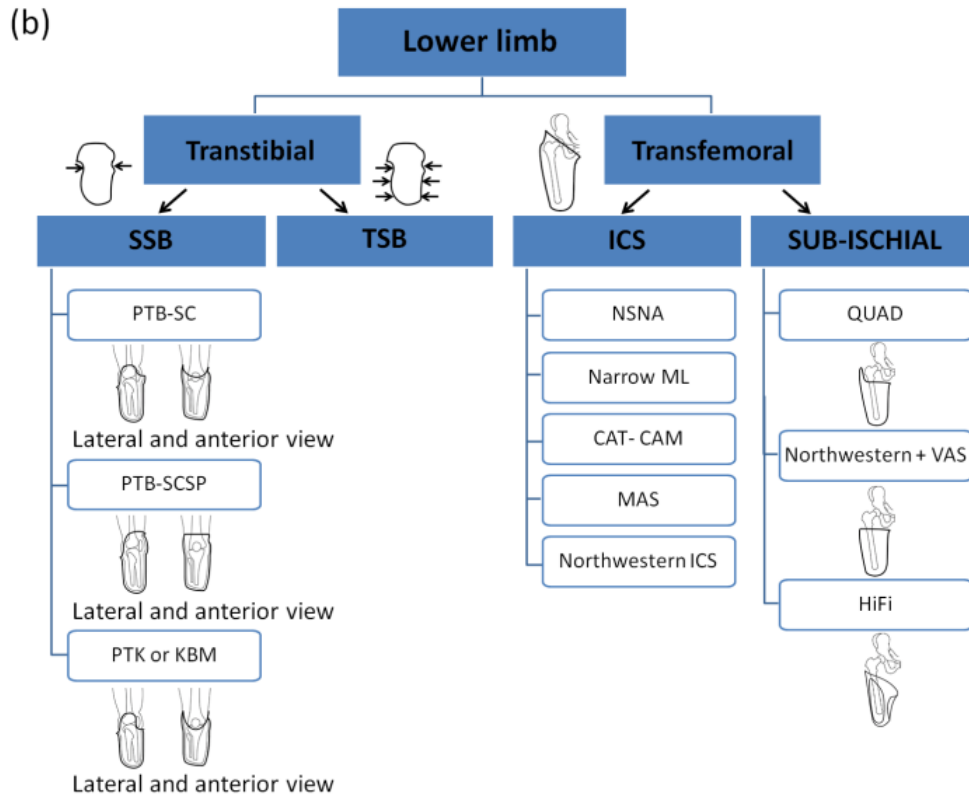 (b)
Lower limb
Transtibial
Transfemoral
SSB
TSB
ICS
SUB-ISCHIAL
PTB-SC
Lateral and anterior view
PTB-SCSP
Lateral and anterior view
PTK or KBM
Lateral and anterior view
NSNA
Narrow ML
CAT- CAM
MAS
Northwestern ICS
QUAD
Northwestern + VAS
HiFi